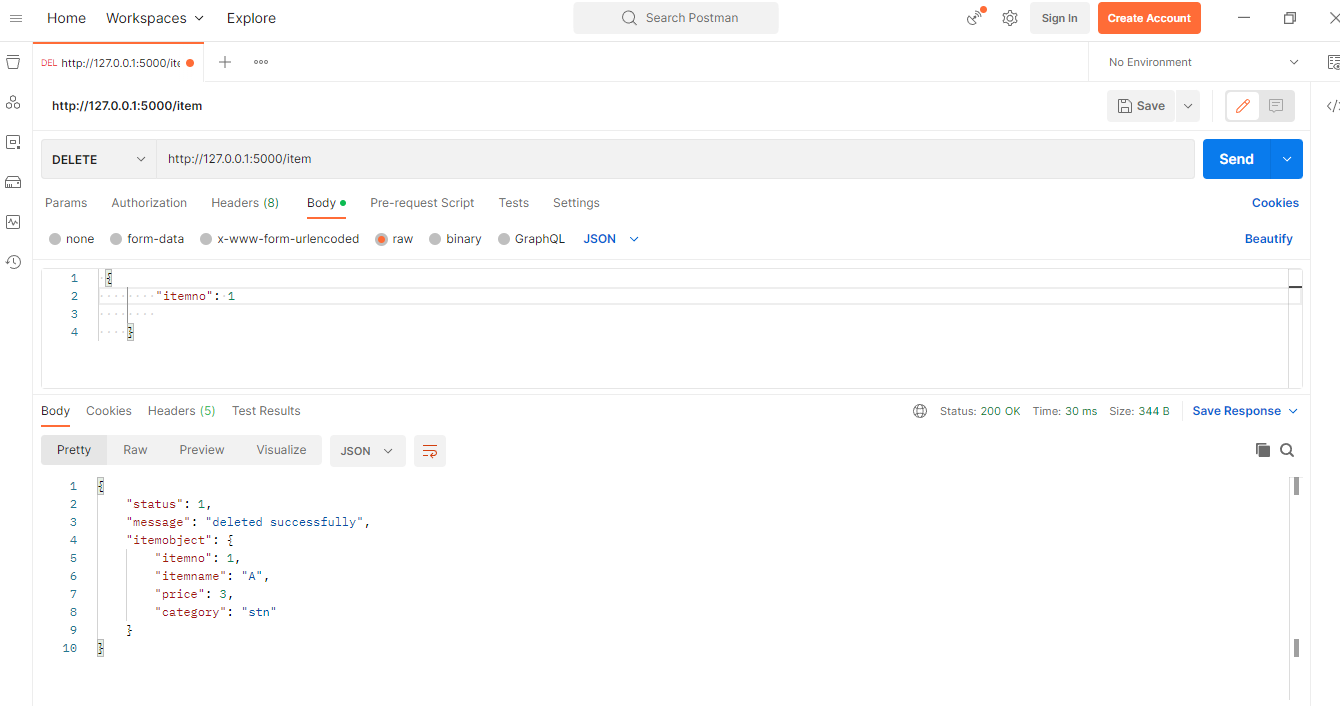 Home Workspaces Explore Search Postman Sign In Create Account
DEL http://127.0.0.1:5000/ite No Environment
http://127.0.0.1:5000/item Save
DELETE http://127.0.0.1:5000/item Send
Params Authorization Headers (8) Body Pre-request Script Tests Settings Cookies
none form-data x-www-form-urlencoded raw binary GraphQL JSON Beautify
1 {
2 "itemno": 1
3
4 }
Body Cookies Headers (5) Test Results Status: 200 OK Time: 30 ms Size: 344 B Save Response
Pretty Raw Preview Visualize JSON
1 {
2 "status": 1,
3 "message": "deleted successfully",
4 "itemobject": {
5 "itemno": 1,
6 "itemname": "A",
7 "price": 3,
8 "category": "stn"
9 }
10 }